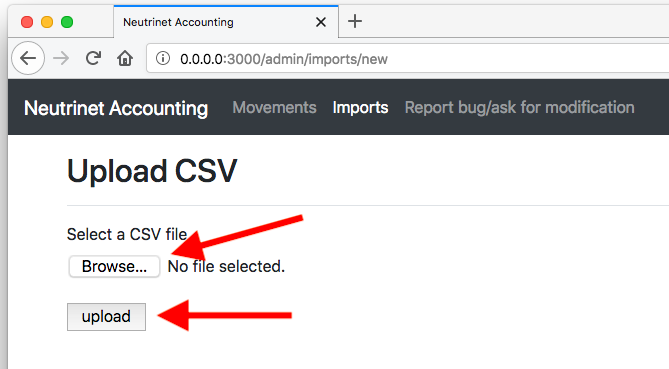 Neutrinet Accounting
0.0.0.0:3000/admin/imports/new
Neutrinet Accounting Movements Imports Report bug/ask for modification
Upload CSV
Select a CSV file
Browse... No file selected.
upload